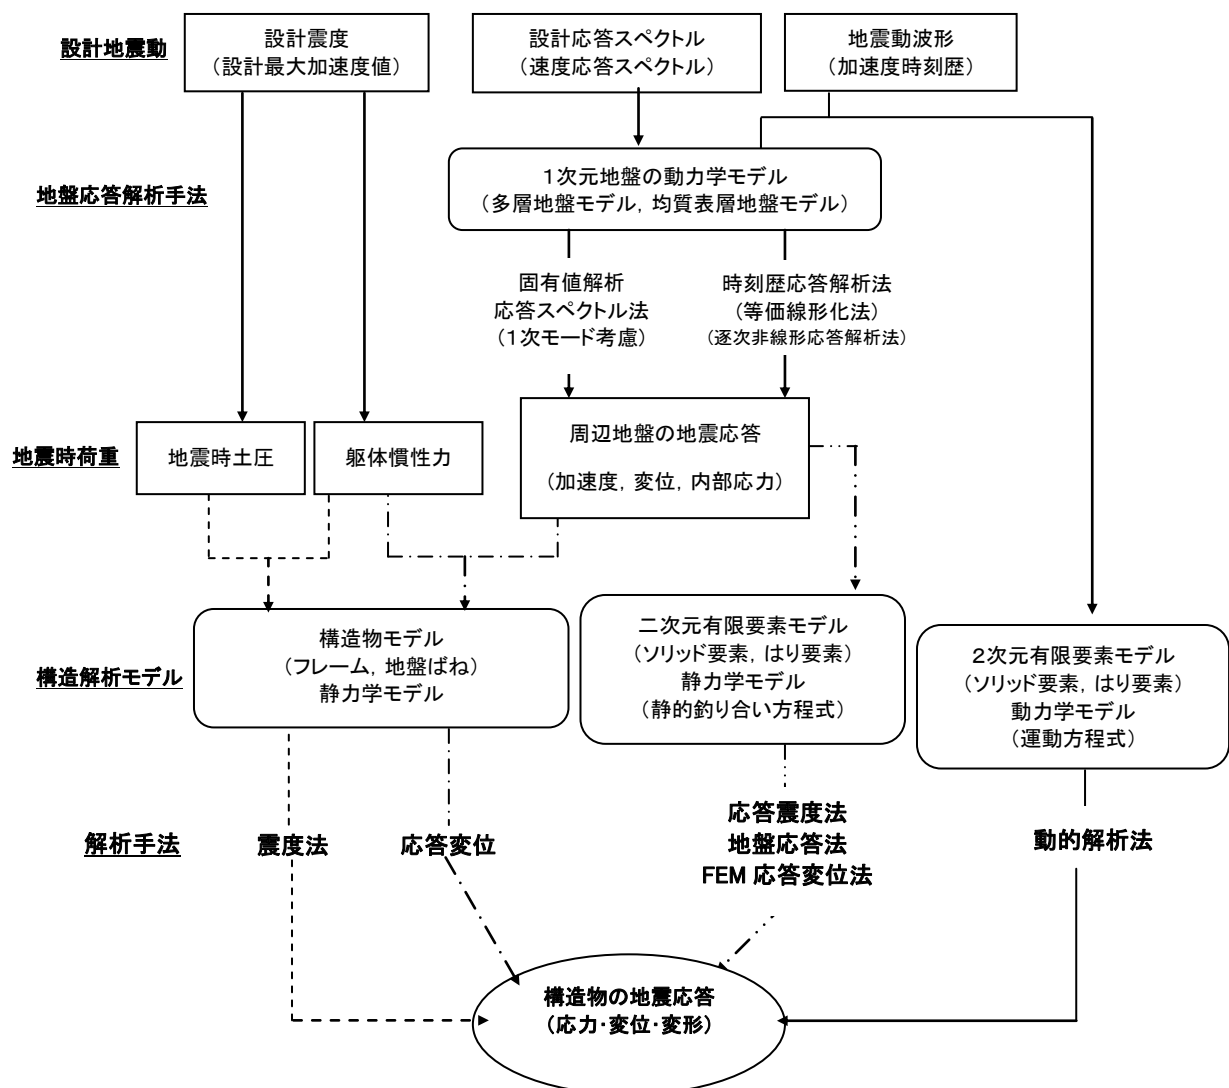 設計地震動
設計震度
（設計最大加速度値）
設計応答スペクトル
（速度応答スペクトル）
地震動波形
（加速度時刻歴）
地盤応答解析手法
１次元地盤の動力学モデル
（多層地盤モデル，均質表層地盤モデル）
固有値解析
応答スペクトル法
（１次モード考慮）
時刻歴応答解析法
（等価線形化法）
（逐次非線形応答解析法）
地震時荷重
地震時土圧
躯体慣性力
周辺地盤の地震応答
（加速度，変位，内部応力）
構造解析モデル
構造物モデル
（フレーム，地盤ばね）
静力学モデル
二次元有限要素モデル
（ソリッド要素，はり要素）
静力学モデル
（静的釣り合い方程式）
２次元有限要素モデル
（ソリッド要素，はり要素）
動力学モデル
（運動方程式）
解析手法
震度法
応答変位
応答震度法
地盤応答法
FEM 応答変位法
動的解析法
構造物の地震応答
（応力・変位・変形）